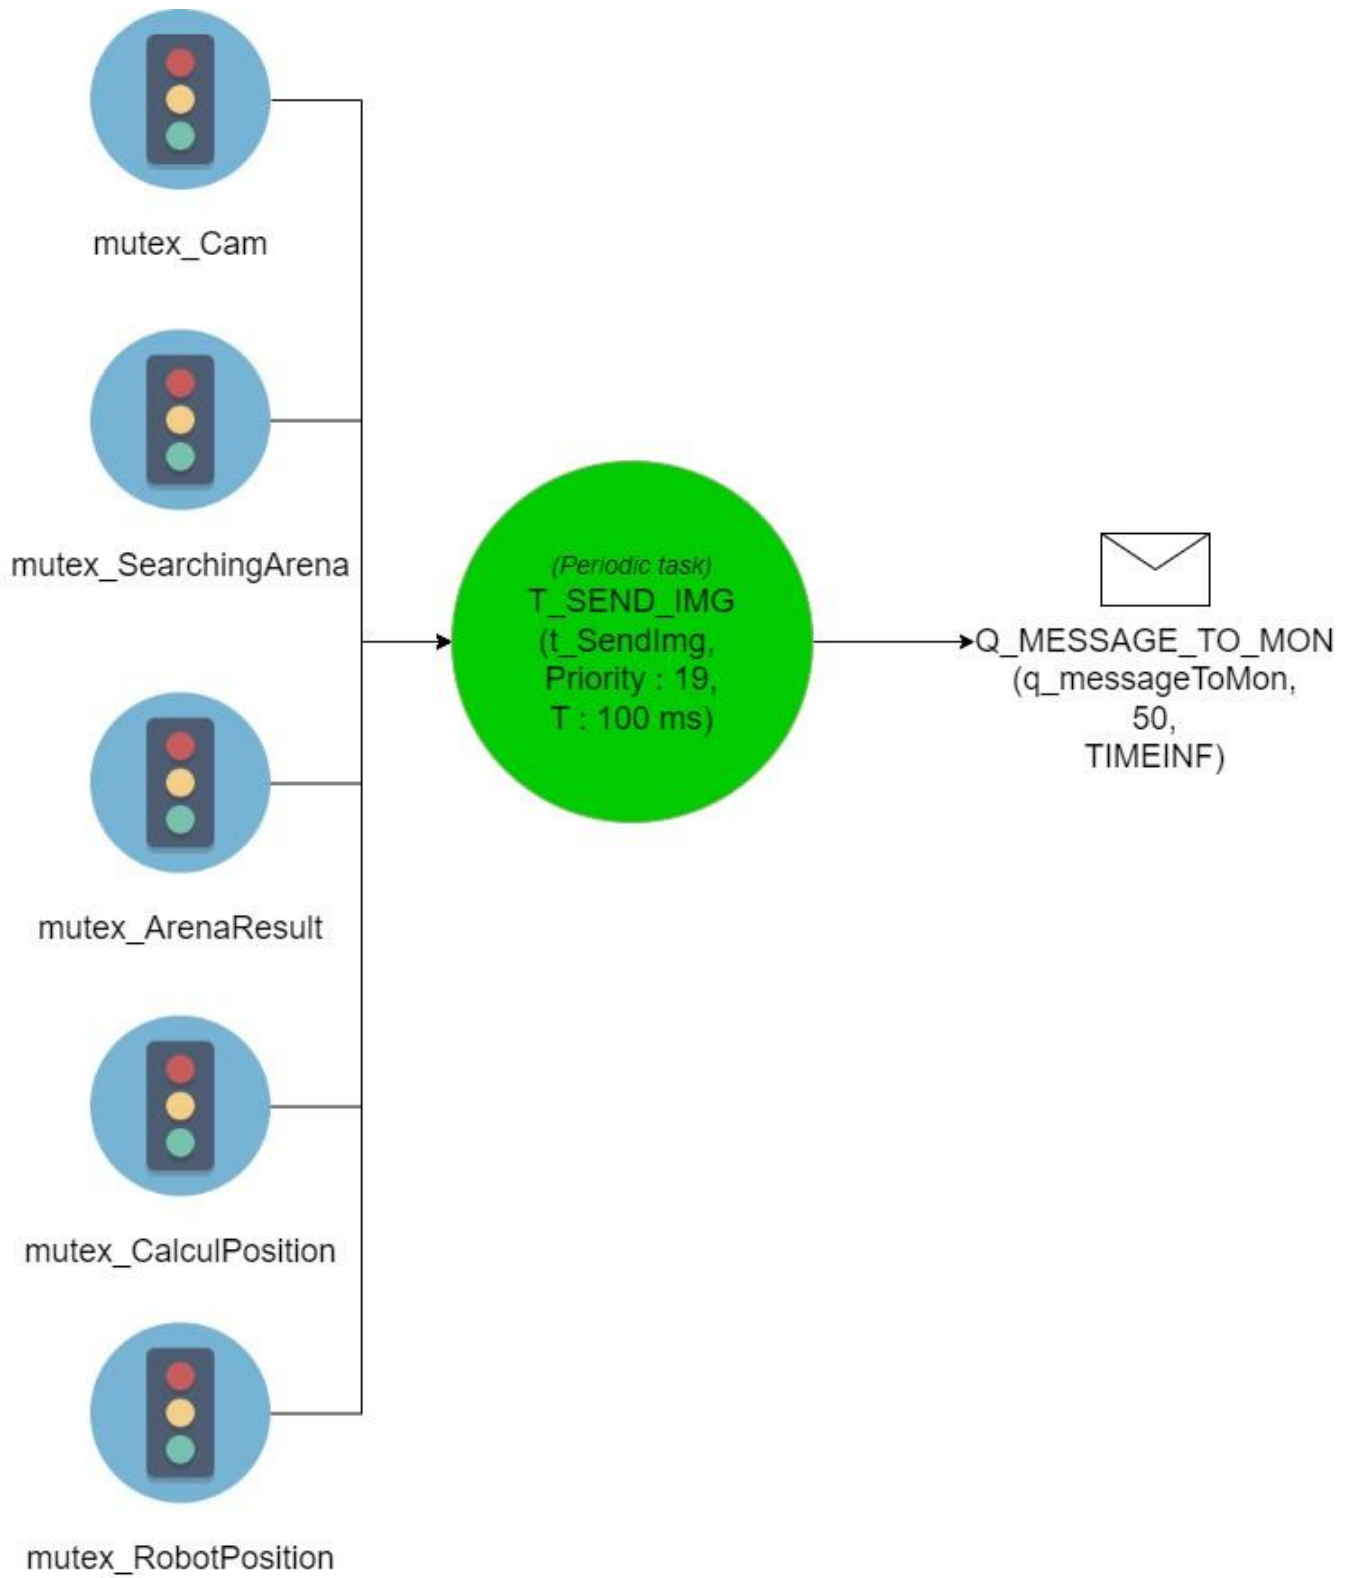 mutex_Cam
mutex_SearchingArena
mutex_ArenaResult
mutex_CalculPosition
mutex_RobotPosition
(Periodic task)
T_SEND_IMG
(t_SendImg,
Priority : 19,
T : 100 ms)
Q_MESSAGE_TO_MON
(q_messageToMon,
50,
TIMEINF)